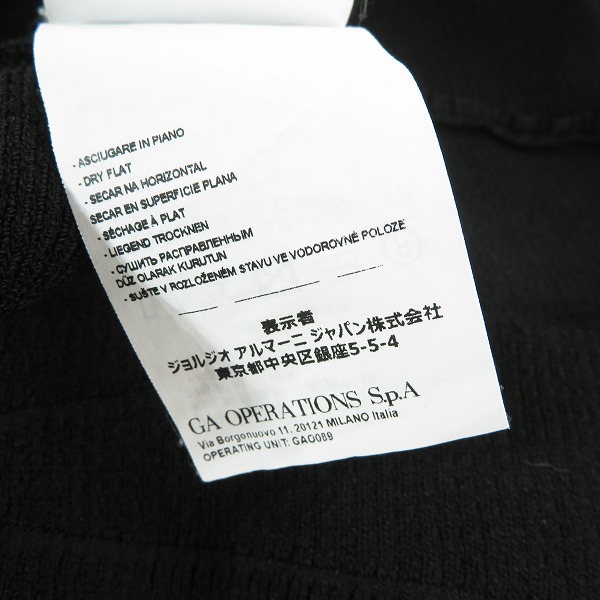 - ASCIUGARE IN PIANO
- DRY FLAT
- SECAR NA HORIZONTAL
SECAR EN SUPERFICIE PLANA
- SÉCHAGE À PLAT
- LIEGEND TROCKNEN
- СУШИТЬ РАСПРАВЛЕННЫМ
DÜZ OLARAK KURUTUN
- SUŠTE V ROZLOŽENÉM STAVU VE VODOROVNÉ POLOZE
表示者
ジョルジオ アルマーニ ジャパン株式会社
東京都中央区銀座5-5-4
GA OPERATIONS S.p.A
Via Borgonuovo 11, 20121 MILANO Italia
OPERATING UNIT: GAO089